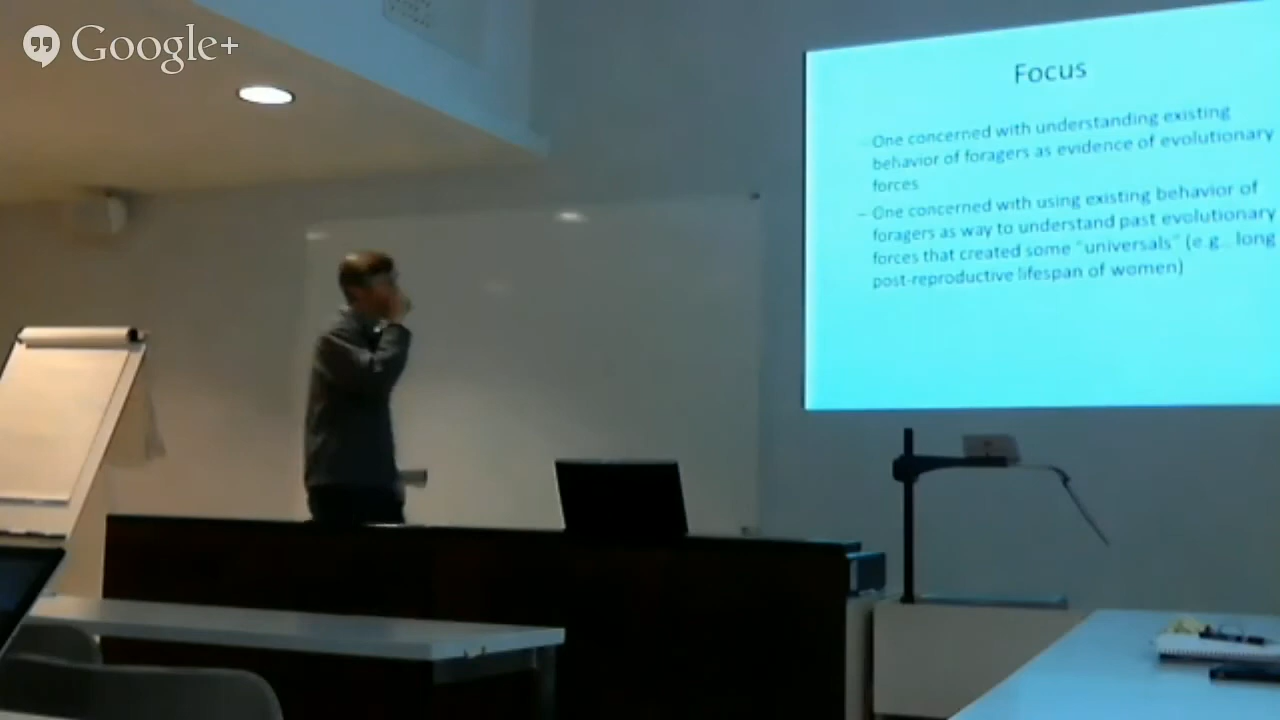 Google+
Focus
One concerned with understanding existing
behavior of foragers as evidence of evolutionary
forces
– One concerned with using existing behavior of
foragers as way to understand past evolutionary
forces that created some "universals" (e.g., long
post-reproductive lifespan of women)